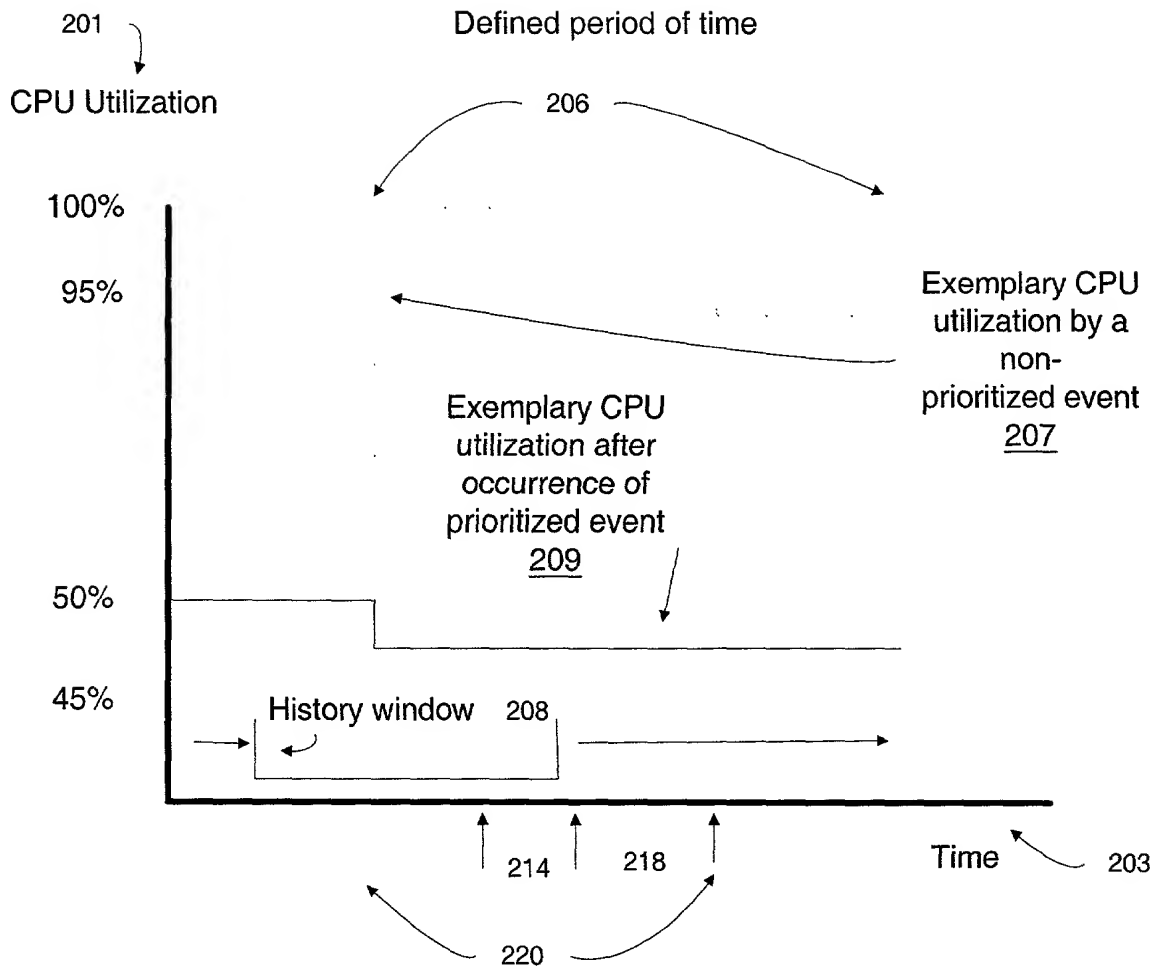 201
Defined period of time
CPU Utilization
206
100%
95%
Exemplary CPU
utilization by a
non-
prioritized event
207
Exemplary CPU
utilization after
occurrence of
prioritized event
209
50%
45%
History window 208
214
218
Time
203
220